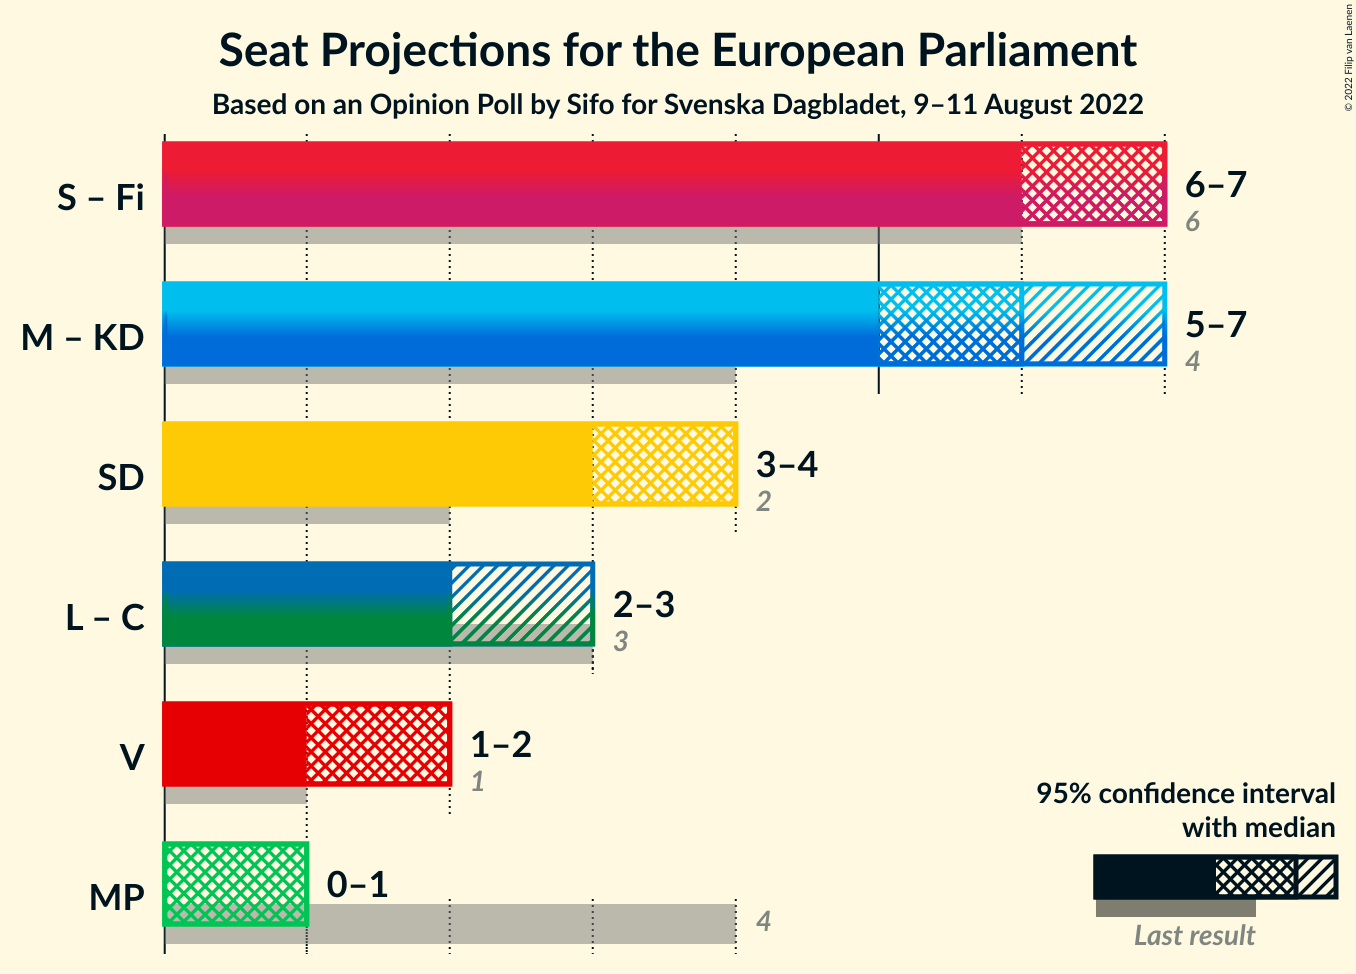 Seat Projections for the European Parliament
Based on an Opinion Poll by Sifo for Svenska Dagbladet, 9–11 August 2022
© 2022 Filip van Laenen
S – Fi
6–7
6
M – KD
5–7
4
SD
3–4
2
L – C
2–3
3
V
1–2
1
MP
0–1
4
95% confidence interval
with median
Last result